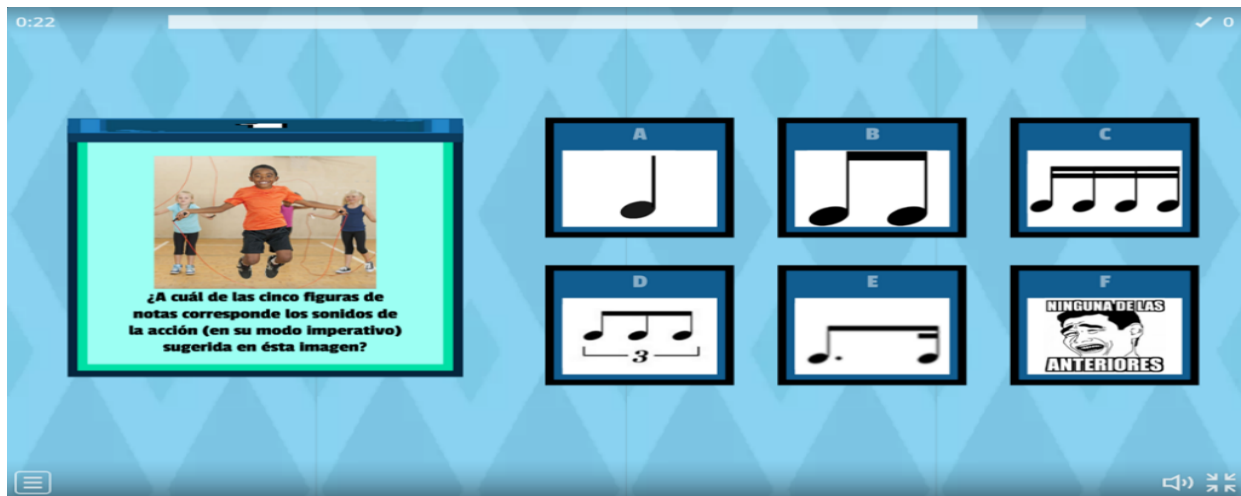 0:22
0
¿A cuál de las cinco figuras de
notas corresponde los sonidos de
la acción (en su modo imperativo)
sugerida en ésta imagen?
A
B
C
D
3
E
F
NINGUNA DE LAS
ANTERIORES